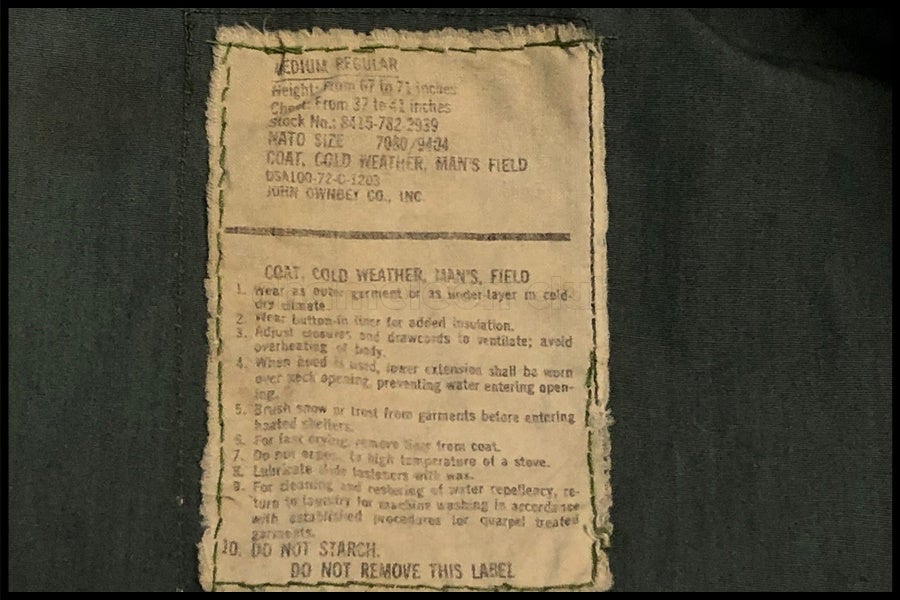 MEDIUM REGULAR
Height: From 67 to 71 inches
Chest: From 37 to 41 inches
Stock No.: 8415-782-2939
NATO SIZE 7080/9404
COAT, COLD WEATHER, MAN'S FIELD
DSA100-72-C-1203
JOHN OWNBEY CO., INC
COAT, COLD WEATHER, MAN'S, FIELD
1. Wear as outer garment or as under-layer in cold-
dry climate.
2. Wear button-in liner for added insulation.
3. Adjust closures and drawcords to ventilate; avoid
overheating of body.
4. When hood is used, lower extension shall be worn
over neck opening, preventing water entering open-
ing.
5. Brush snow or frost from garments before entering
heated shelters.
6. For fast drying, remove liner from coat.
7. Do not expose to high temperature of a stove.
8. Lubricate slide fasteners with wax.
9. For cleaning and restoring of water repellency, re-
turn to laundry for machine washing in accordance
with established procedures for quarpel treated
garments.
10. DO NOT STARCH.
DO NOT REMOVE THIS LABEL